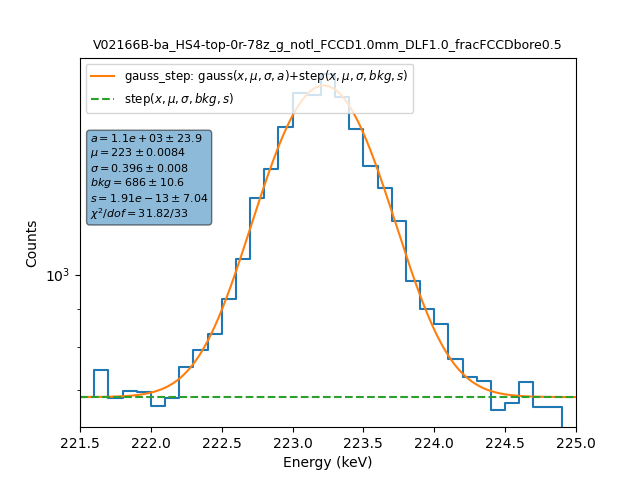 V02166B-ba_HS4-top-0r-78z_g_notl_FCCD1.0mm_DLF1.0_fracFCCDbore0.5
gauss_step: gauss(x, μ, σ, a)+step(x, μ, σ, bkg, s)
step(x, μ, σ, bkg, s)
a = 1.1e + 03 ± 23.9
μ = 223 ± 0.0084
σ = 0.396 ± 0.008
bkg = 686 ± 10.6
s = 1.91e − 13 ± 7.04
χ²/dof = 31.82/33
Counts
10³
221.5 222.0 222.5 223.0 223.5 224.0 224.5 225.0
Energy (keV)